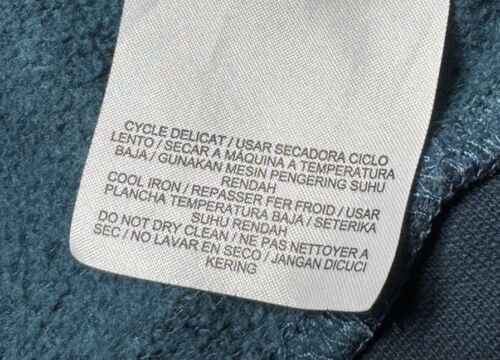 CYCLE DELICAT / USAR SECADORA CICLO
LENTO / SECAR A MÀQUINA A TEMPERATURA
BAJA / GUNAKAN MESIN PENGERING SUHU
RENDAH
COOL IRON / REPASSER FER FROID / USAR
PLANCHA TEMPERATURA BAJA / SETERIKA
SUHU RENDAH
DO NOT DRY CLEAN / NE PAS NETTOYER A
SEC / NO LAVAR EN SECO / JANGAN DICUCI
KERING